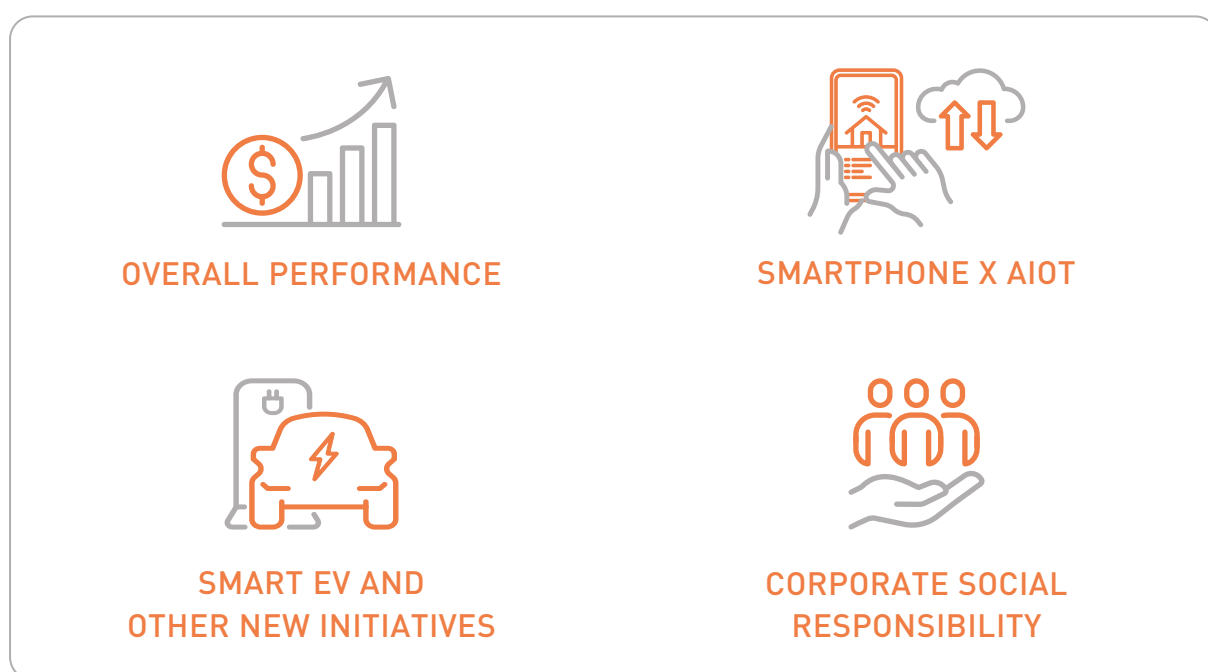 OVERALL PERFORMANCE
SMARTPHONE X AIOT
SMART EV AND
OTHER NEW INITIATIVES
CORPORATE SOCIAL
RESPONSIBILITY